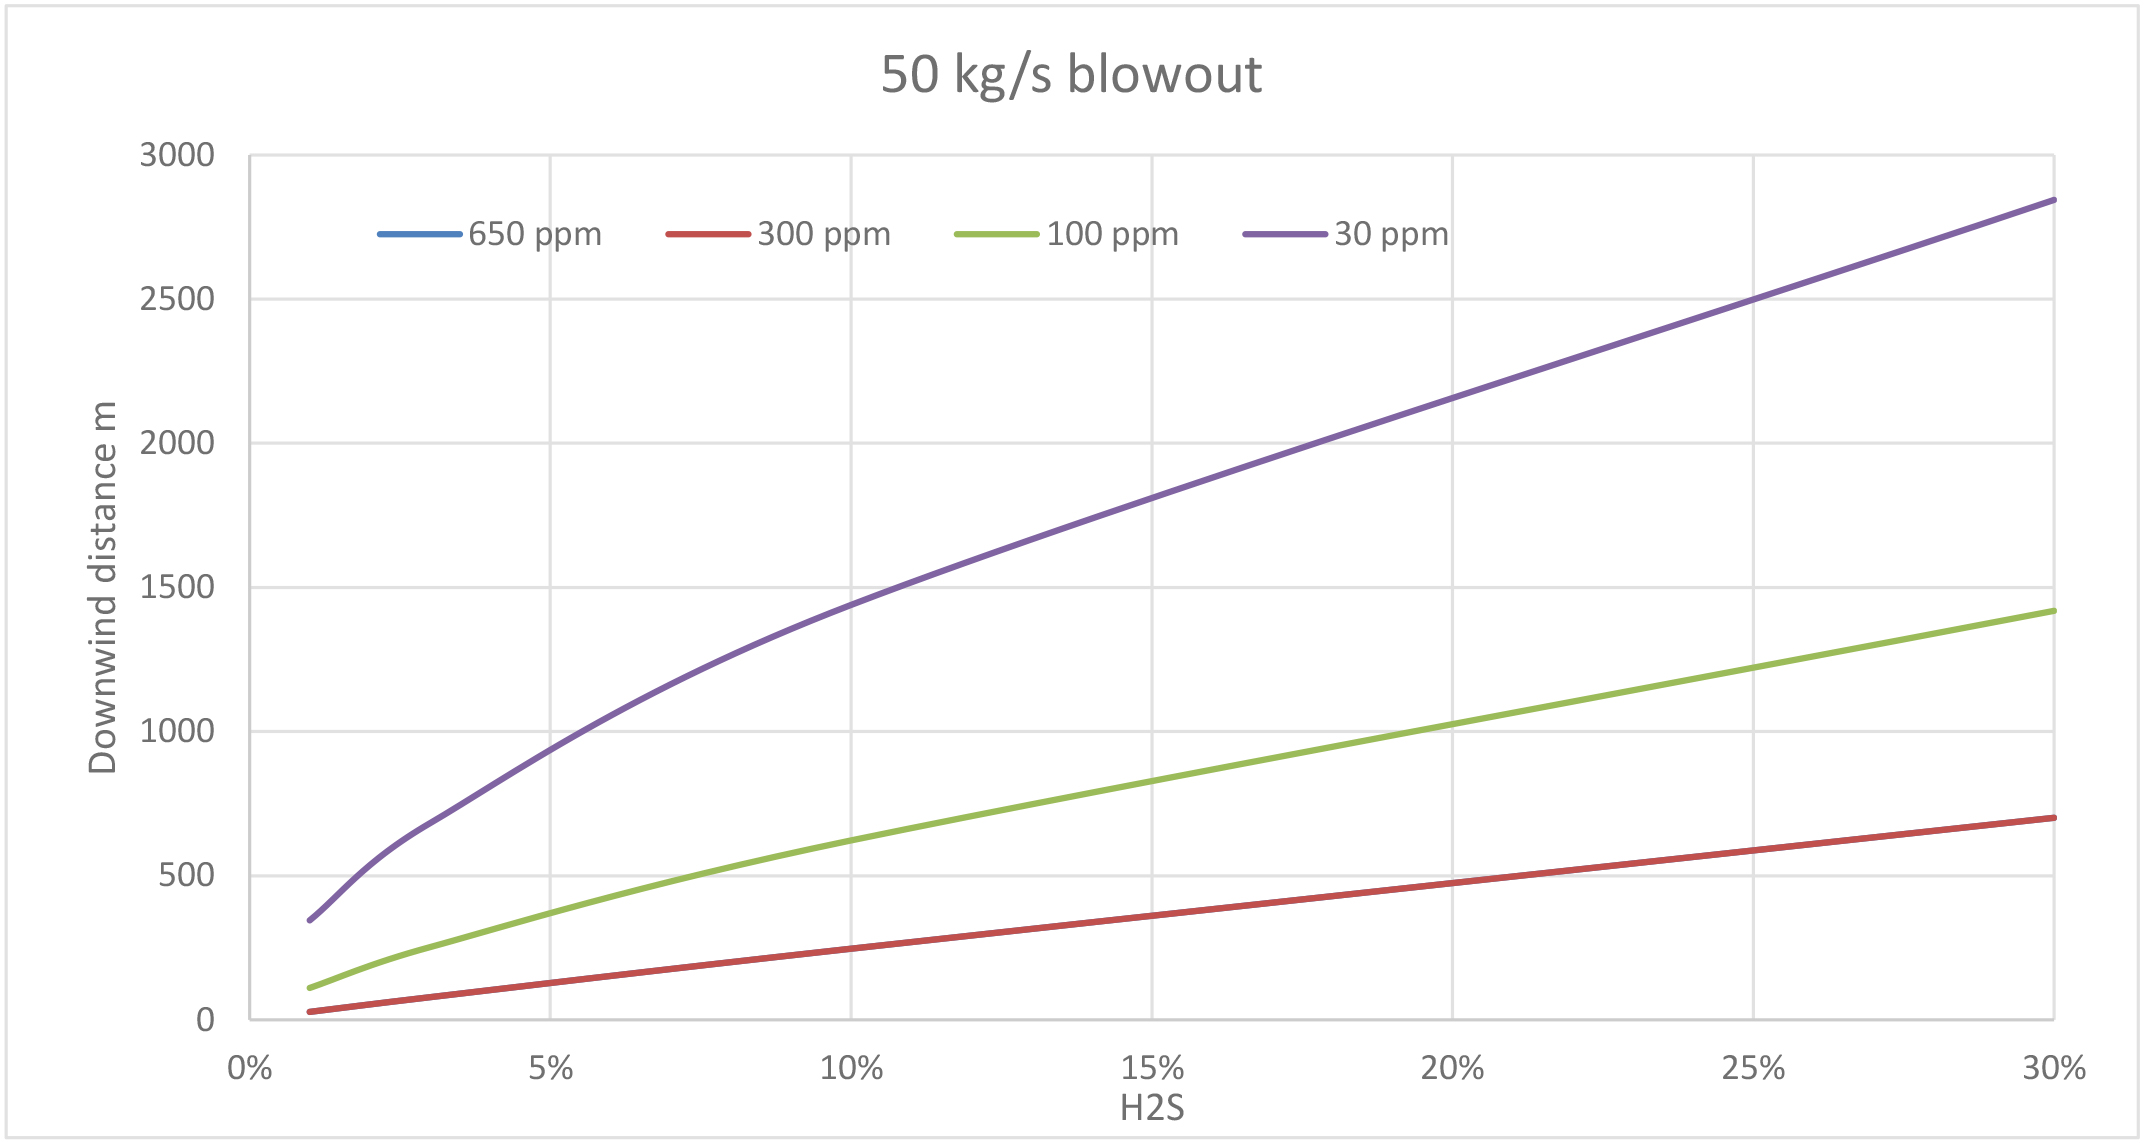 50 kg/s blowout
3000
650 ppm 300 ppm 100 ppm 30 ppm
2500
2000
Downwind distance m
1500
1000
500
0
0% 5% 10% 15% 20% 25% 30%
H2S